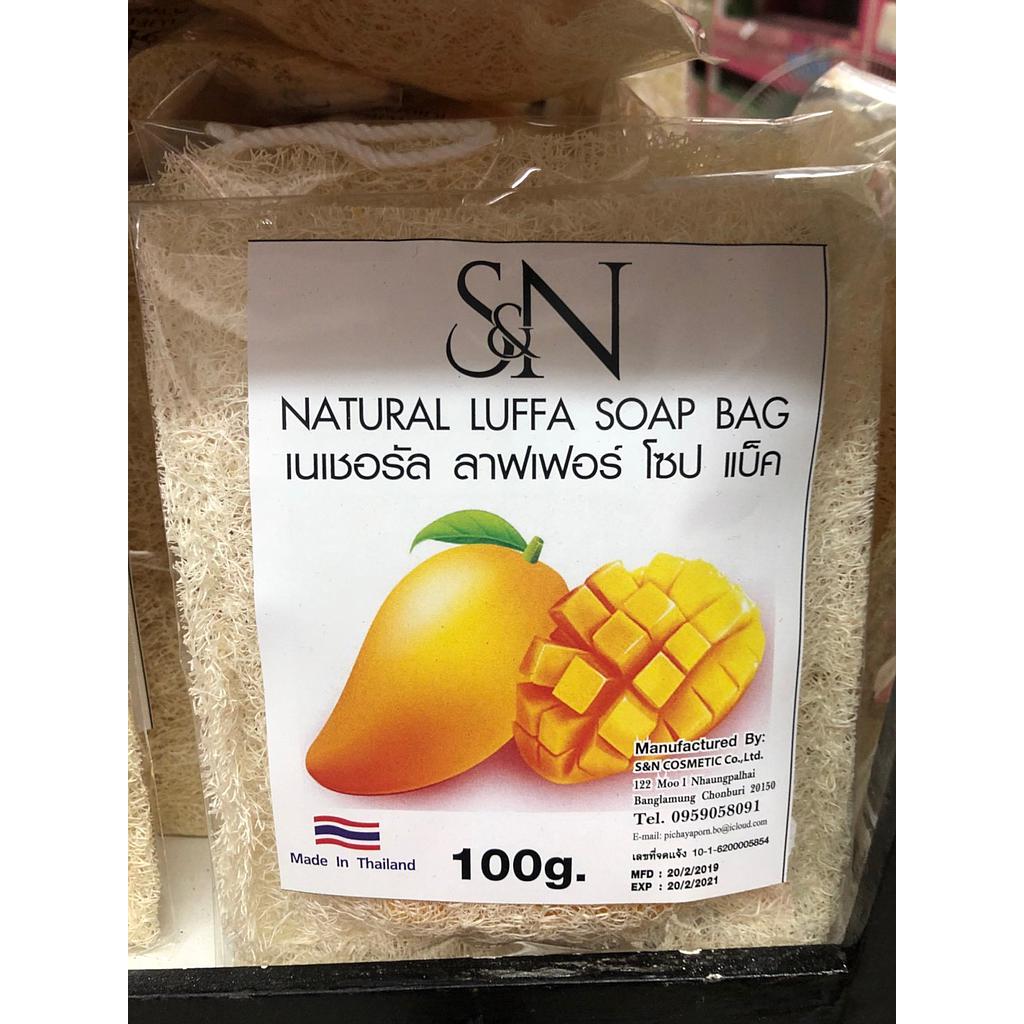 S&N
NATURAL LUFFA SOAP BAG
เนเชอรัล ลาฟเฟอร์ โซป แบ็ค
Manufactured By:
S&N COSMETIC Co.,Ltd.
122 Moo 1 Nhaungpalhai
Banglamung Chonburi 20150
Tel. 0959058091
E-mail: pichayaporn.bo@icloud.com
เลขที่จดแจ้ง 10-1-6200005854
MFD : 20/2/2019
EXP : 20/2/2021
Made In Thailand
100g.